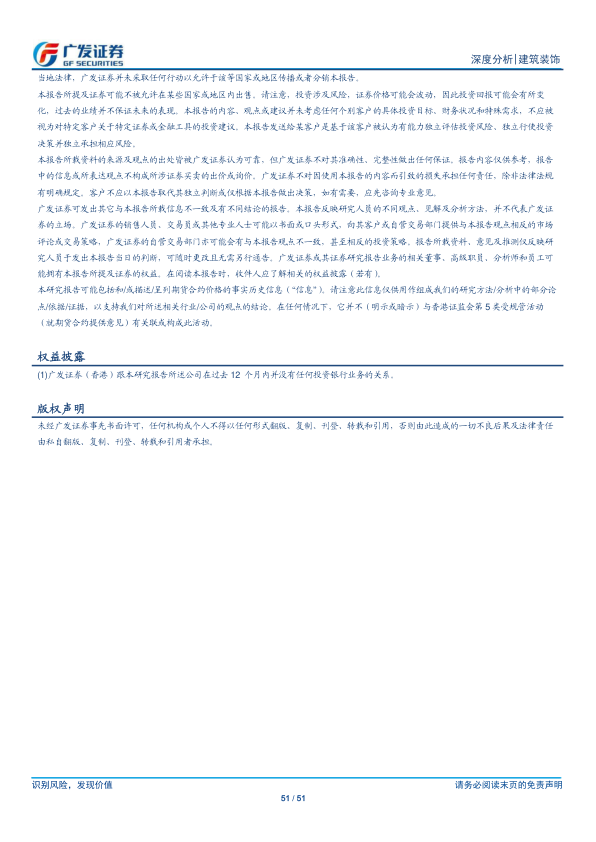 广发证券
GF SECURITIES
深度分析|建筑装饰
当地法律，广发证券并未采取任何行动以允许于该等国家或地区传播或者分销本报告。
本报告所提及证券可能不被允许在某些国家或地区内出售。请注意，投资涉及风险，证券价格可能会波动，因此投资回报可能会有所变
化，过去的业绩并不保证未来的表现。本报告的内容、观点或建议并未考虑任何个别客户的具体投资目标、财务状况和特殊需求，不应被
视为对特定客户关于特定证券或金融工具的投资建议。本报告发送给某客户是基于该客户被认为有能力独立评估投资风险、独立行使投资
决策并独立承担相应风险。
本报告所载资料的来源及观点的出处皆被广发证券认为可靠，但广发证券不对其准确性、完整性做出任何保证。报告内容仅供参考，报告
中的信息或所表达观点不构成所涉证券买卖的出价或询价。广发证券不对因使用本报告的内容而引致的损失承担任何责任，除非法律法规
有明确规定。客户不应以本报告取代其独立判断或仅根据本报告做出决策，如有需要，应先咨询专业意见。
广发证券可发出其它与本报告所载信息不一致及有不同结论的报告。本报告反映研究人员的不同观点、见解及分析方法，并不代表广发证
券的立场。广发证券的销售人员、交易员或其他专业人士可能以书面或口头形式，向其客户或自营交易部门提供与本报告观点相反的市场
评论或交易策略，广发证券的自营交易部门亦可能会有与本报告观点不一致，甚至相反的投资策略。报告所载资料、意见及推测仅反映研
究人员于发出本报告当日的判断，可随时更改且无需另行通告。广发证券或其证券研究报告业务的相关董事、高级职员、分析师和员工可
能拥有本报告所提及证券的权益。在阅读本报告时，收件人应了解相关的权益披露（若有）。
本研究报告可能包括和/或描述/呈列期货合约价格的事实历史信息（“信息”）。请注意此信息仅供用作组成我们的研究方法/分析中的部分论
点/依据/证据，以支持我们对所述相关行业/公司的观点的结论。在任何情况下，它并不（明示或暗示）与香港证监会第5类受规管活动
（就期货合约提供意见）有关联或构成此活动。
权益披露
(1)广发证券（香港）跟本研究报告所述公司在过去12 个月内并没有任何投资银行业务的关系。
版权声明
未经广发证券事先书面许可，任何机构或个人不得以任何形式翻版、复制、刊登、转载和引用，否则由此造成的一切不良后果及法律责任
由私自翻版、复制、刊登、转载和引用者承担。
识别风险，发现价值
请务必阅读末页的免责声明
51 / 51